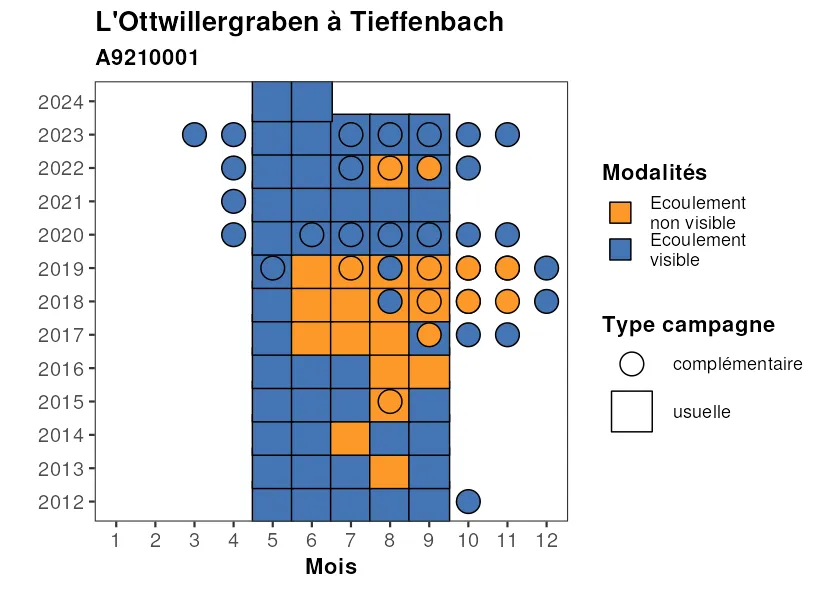 L'Ottwillergraben à Tieffenbach
A9210001
2024
2023
2022
2021
2020
2019
2018
2017
2016
2015
2014
2013
2012
1 2 3 4 5 6 7 8 9 10 11 12
Mois
Modalités
Ecoulement
non visible
Ecoulement
visible
Type campagne
complémentaire
usuelle